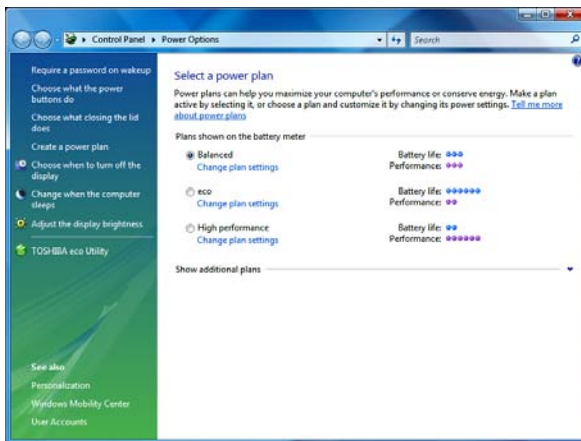 Control Panel Power Options
Search
Require a password on wakeup
Choose what the power
buttons do
Choose what closing the lid
does
Create a power plan
Choose when to turn off the
display
Change when the computer
sleeps
Adjust the display brightness
TOSHIBA eco Utility
See also
Personalization
Windows Mobility Center
User Accounts
Select a power plan
Power plans can help you maximize your computer's performance or conserve energy. Make a plan
active by selecting it, or choose a plan and customize it by changing its power settings. Tell me more
about power plans
Plans shown on the battery meter
Balanced Battery life:
Change plan settings Performance:
eco Battery life:
Change plan settings Performance:
High performance Battery life:
Change plan settings Performance:
Show additional plans